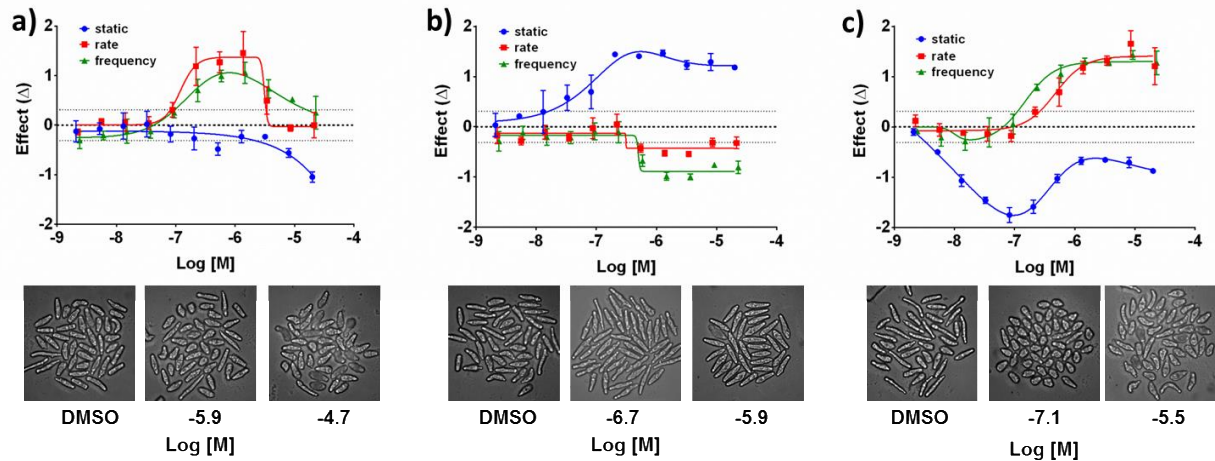 a)
static
rate
frequency
Effect (Δ)
2
1
0
-1
-2
-9 -8 -7 -6 -5 -4
Log [M]
DMSO -5.9 -4.7
Log [M]
b)
static
rate
frequency
Effect (Δ)
2
1
0
-1
-2
-9 -8 -7 -6 -5 -4
Log [M]
DMSO -6.7 -5.9
Log [M]
c)
static
rate
frequency
Effect (Δ)
2
1
0
-1
-2
-9 -8 -7 -6 -5 -4
Log [M]
DMSO -7.1 -5.5
Log [M]